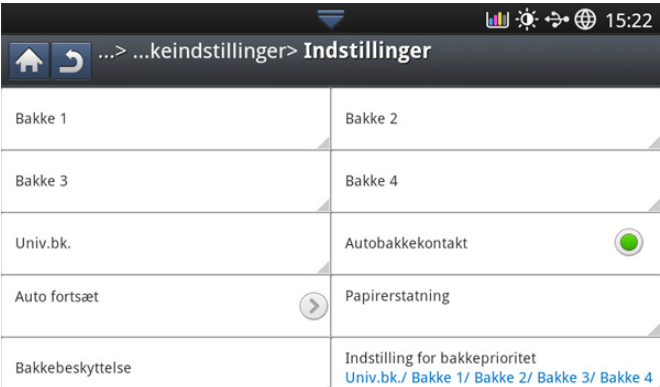 15:22
...> ...keindstillinger> Indstillinger
Bakke 1
Bakke 2
Bakke 3
Bakke 4
Univ.bk.
Autobakkekontakt
Auto fortsæt
Papirerstatning
Bakkebeskyttelse
Indstilling for bakkeprioritet
Univ.bk./ Bakke 1/ Bakke 2/ Bakke 3/ Bakke 4